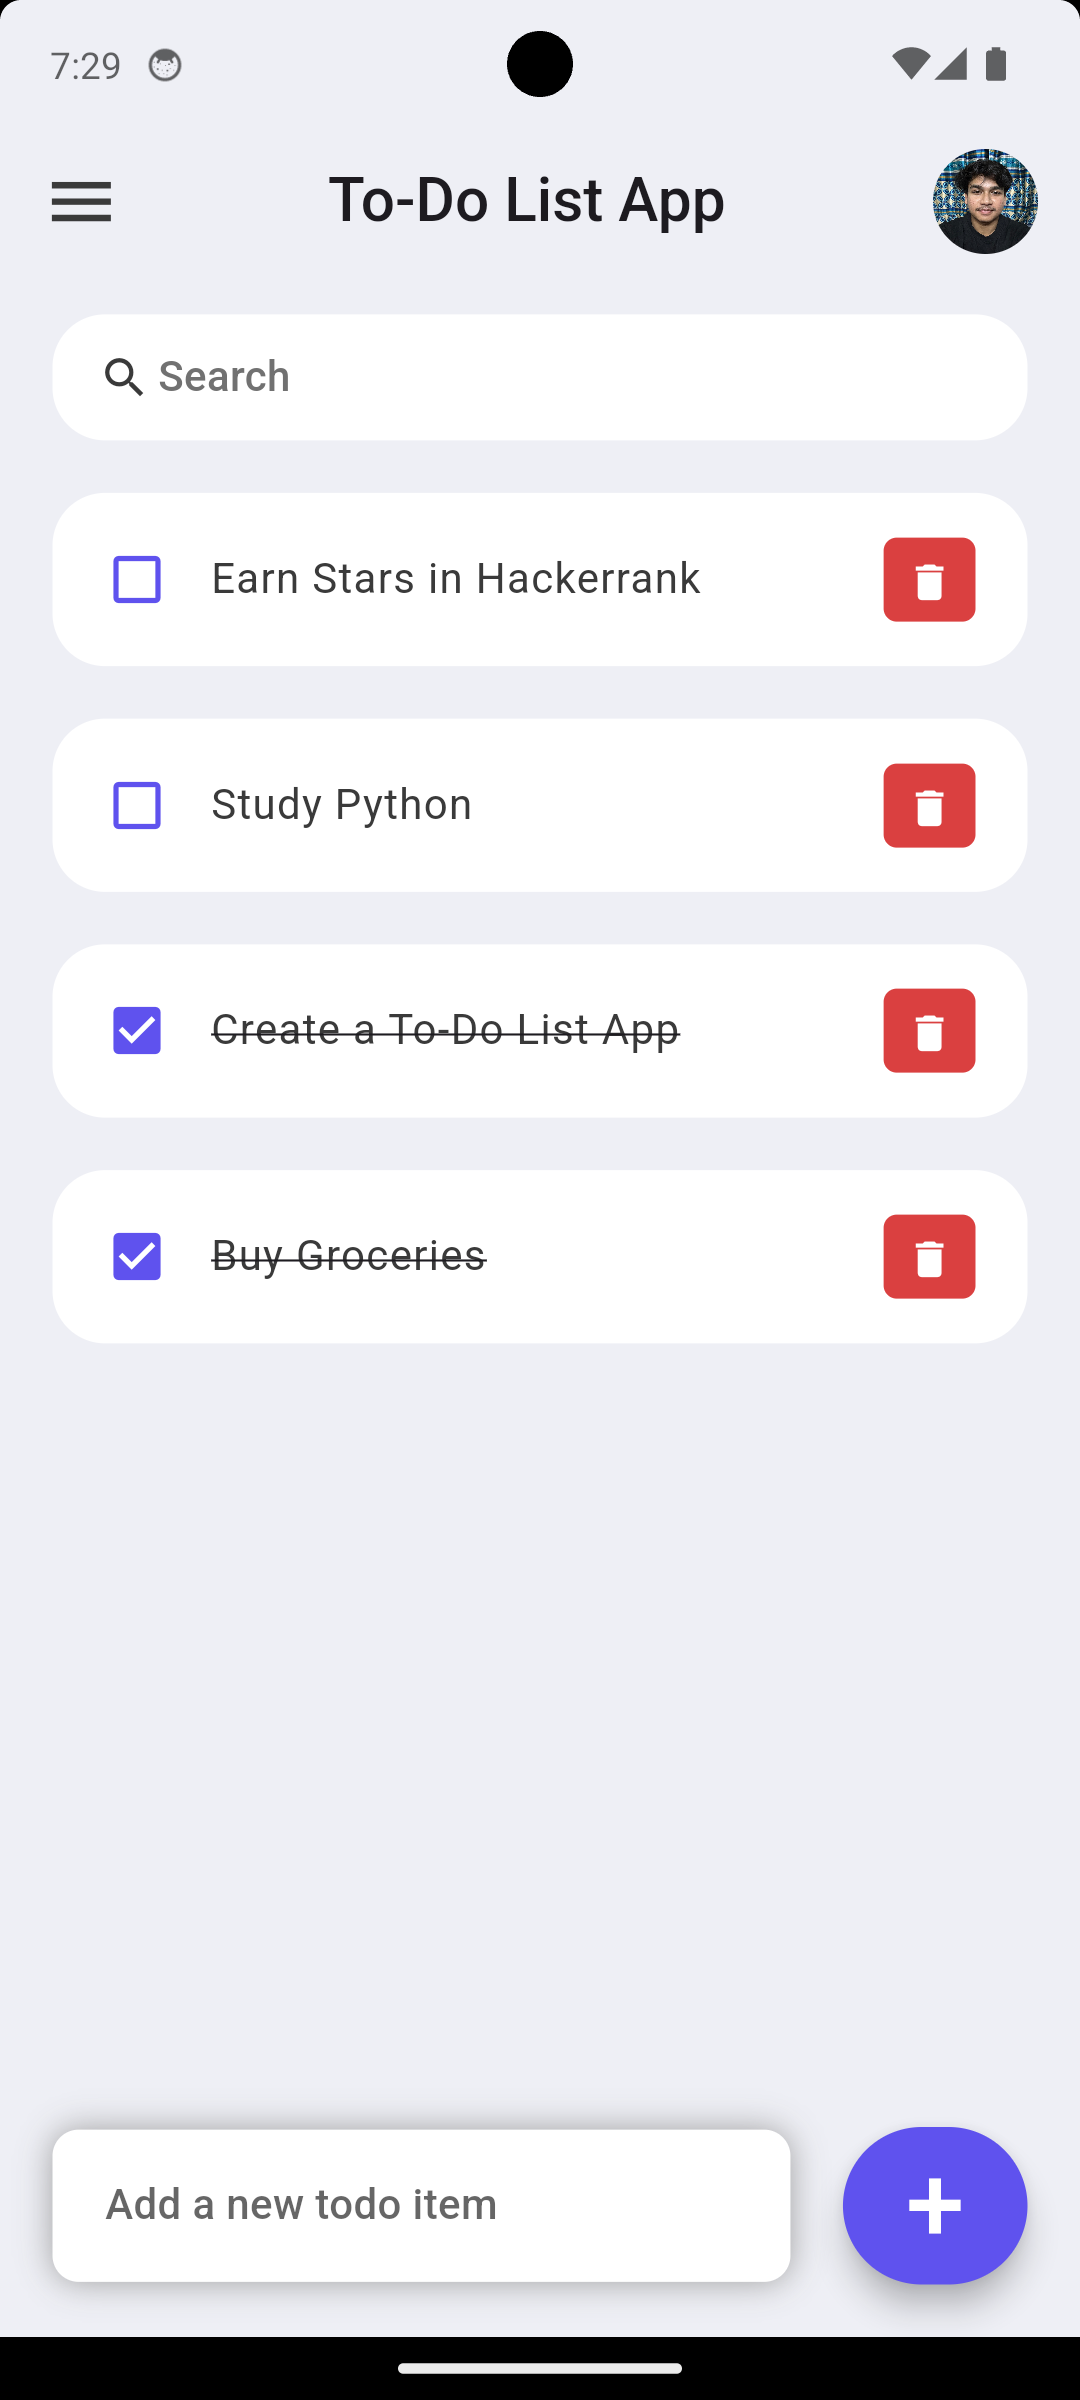 7:29
To-Do List App
Search
Earn Stars in Hackerrank
Study Python
Create a To-Do List App
Buy Groceries
Add a new todo item